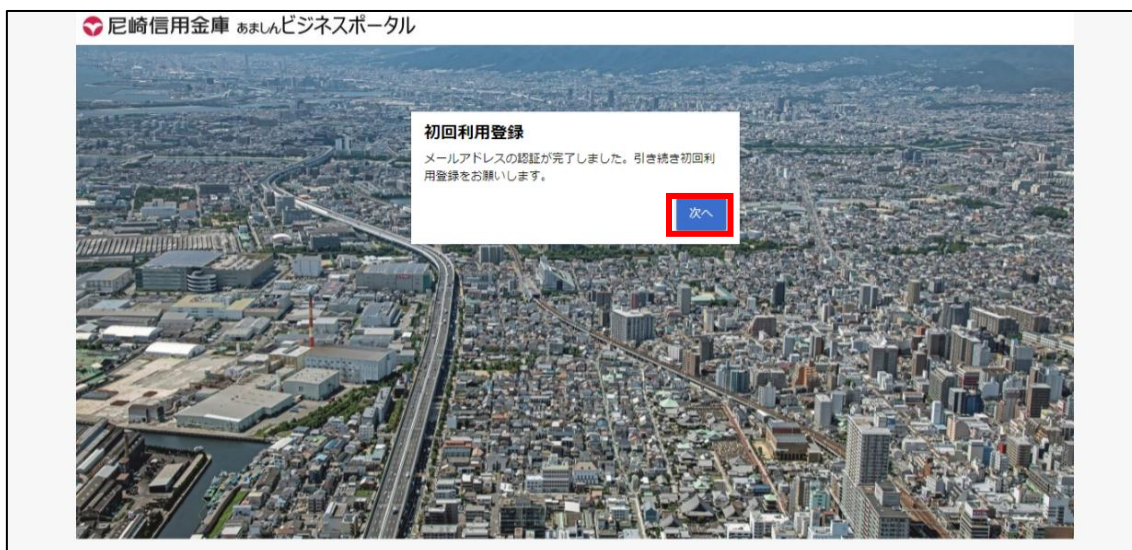 尼崎信用金庫 あましんビジネスポータル
初回利用登録
メールアドレスの認証が完了しました。引き続き初回利
用登録をお願いします。
次へ